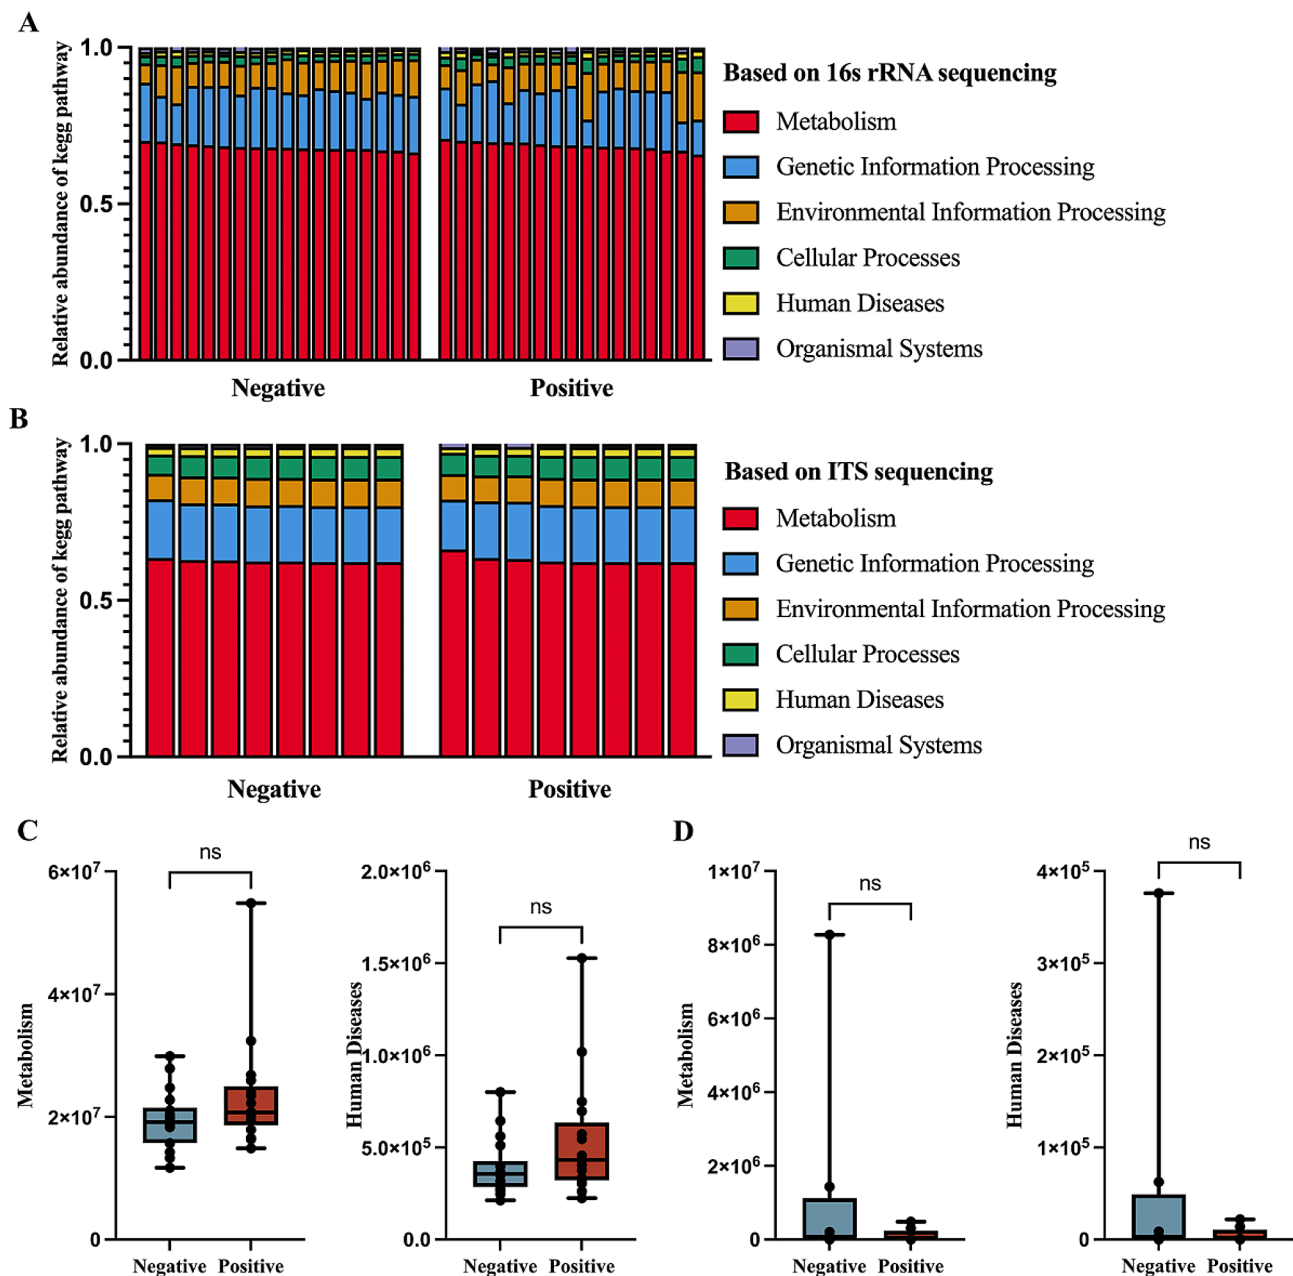 A
Relative abundance of kegg pathway
1.0
0.5
0.0
Negative
Positive
Based on 16s rRNA sequencing
Metabolism
Genetic Information Processing
Environmental Information Processing
Cellular Processes
Human Diseases
Organismal Systems
B
Relative abundance of kegg pathway
1.0
0.5
0.0
Negative
Positive
Based on ITS sequencing
Metabolism
Genetic Information Processing
Environmental Information Processing
Cellular Processes
Human Diseases
Organismal Systems
C
Metabolism
6×10⁷
4×10⁷
2×10⁷
0
ns
Negative Positive
Human Diseases
2.0×10⁶
1.5×10⁶
1.0×10⁶
5.0×10⁵
0.0
ns
Negative Positive
D
Metabolism
1×10⁷
8×10⁶
6×10⁶
4×10⁶
2×10⁶
0
ns
Negative Positive
Human Diseases
4×10⁵
3×10⁵
2×10⁵
1×10⁵
0
ns
Negative Positive